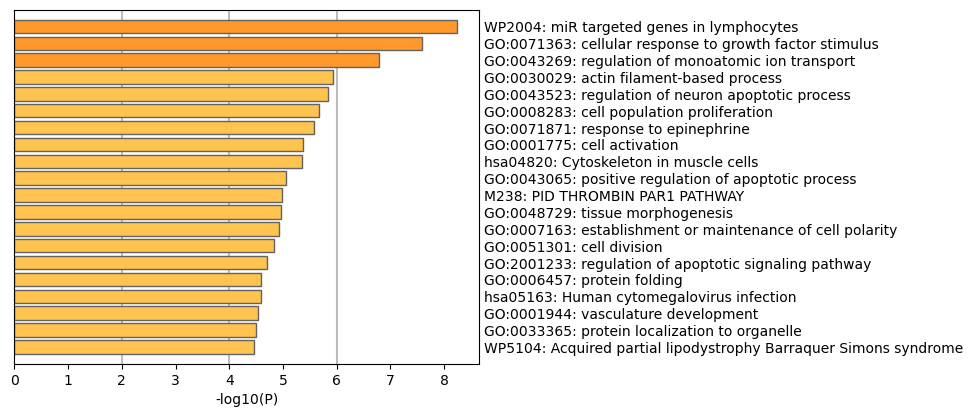 WP2004: miR targeted genes in lymphocytes
GO:0071363: cellular response to growth factor stimulus
GO:0043269: regulation of monoatomic ion transport
GO:0030029: actin filament-based process
GO:0043523: regulation of neuron apoptotic process
GO:0008283: cell population proliferation
GO:0071871: response to epinephrine
GO:0001775: cell activation
hsa04820: Cytoskeleton in muscle cells
GO:0043065: positive regulation of apoptotic process
M238: PID THROMBIN PAR1 PATHWAY
GO:0048729: tissue morphogenesis
GO:0007163: establishment or maintenance of cell polarity
GO:0051301: cell division
GO:2001233: regulation of apoptotic signaling pathway
GO:0006457: protein folding
hsa05163: Human cytomegalovirus infection
GO:0001944: vasculature development
GO:0033365: protein localization to organelle
WP5104: Acquired partial lipodystrophy Barraquer Simons syndrome
0 1 2 3 4 5 6 7 8
-log10(P)